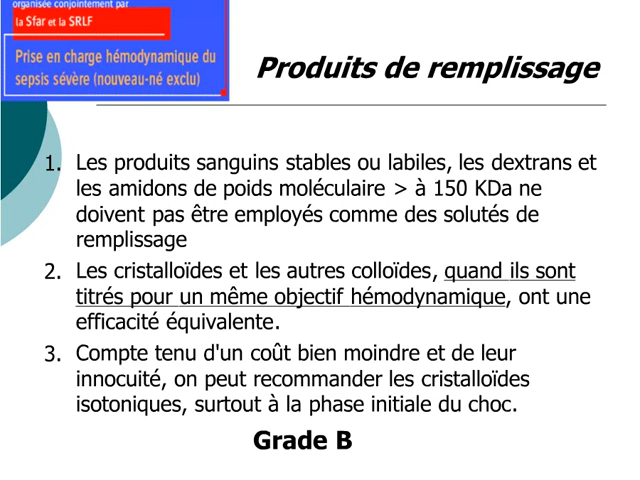 organisée conjointement par
la Sfar et la SRLF
Prise en charge hémodynamique du
sepsis sévère (nouveau-né exclu)
Produits de remplissage
1. Les produits sanguins stables ou labiles, les dextrans et
les amidons de poids moléculaire > à 150 KDa ne
doivent pas être employés comme des solutés de
remplissage
2. Les cristalloïdes et les autres colloïdes, quand ils sont
titrés pour un même objectif hémodynamique, ont une
efficacité équivalente.
3. Compte tenu d'un coût bien moindre et de leur
innocuité, on peut recommander les cristalloïdes
isotoniques, surtout à la phase initiale du choc.
Grade B